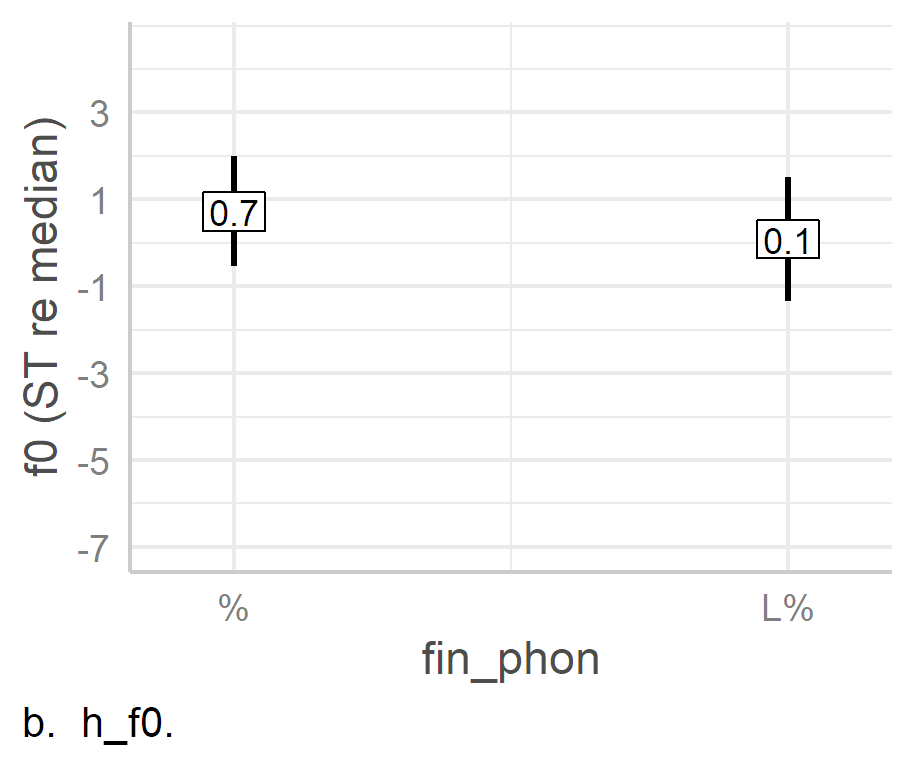 f0 (ST re median)
3
1
-1
-3
-5
-7
0.7
0.1
% L%
fin_phon
b. h_f0.